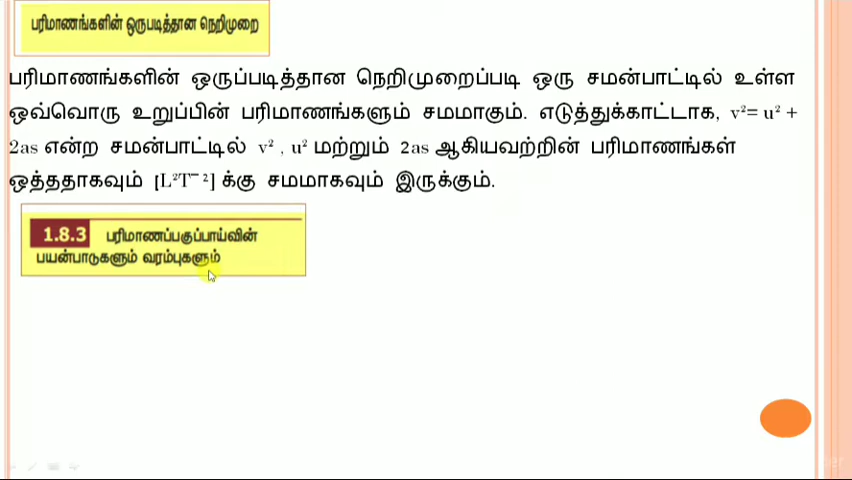 பரிமாணங்களின் ஒருபடித்தான நெறிமுறை
பரிமாணங்களின் ஒருப்படித்தான நெறிமுறைப்படி ஒரு சமன்பாட்டில் உள்ள
ஒவ்வொரு உறுப்பின் பரிமாணங்களும் சமமாகும். எடுத்துக்காட்டாக, v²= u² +
2as என்ற சமன்பாட்டில் v² , u² மற்றும் 2as ஆகியவற்றின் பரிமாணங்கள்
ஒத்ததாகவும் [L²T⁻²] க்கு சமமாகவும் இருக்கும்.
1.8.3 பரிமாணப்பகுப்பாய்வின்
பயன்பாடுகளும் வரம்புகளும்